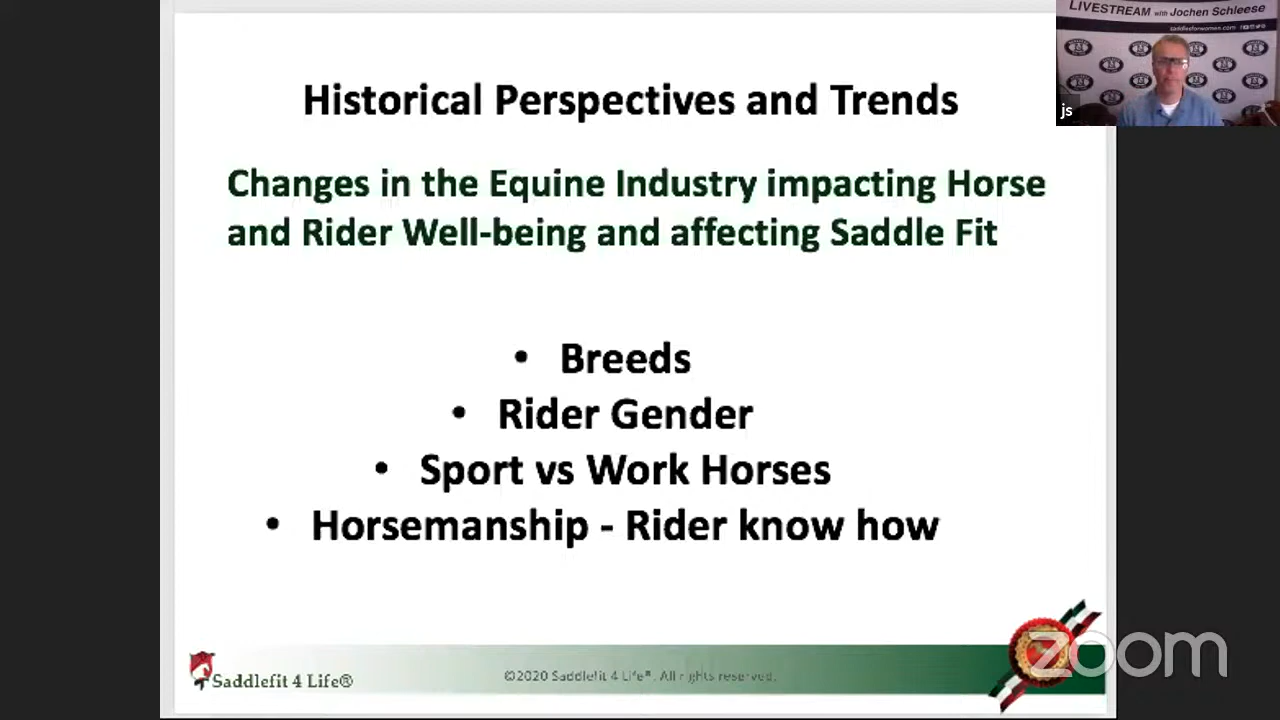 LIVESTREAM with Jochen Schleese
saddlesforwomen.com
js
Historical Perspectives and Trends
Changes in the Equine Industry impacting Horse
and Rider Well-being and affecting Saddle Fit
• Breeds
• Rider Gender
• Sport vs Work Horses
• Horsemanship - Rider know how
Saddlefit 4 Life®
©2020 Saddlefit 4 Life®. All rights reserved.
zoom